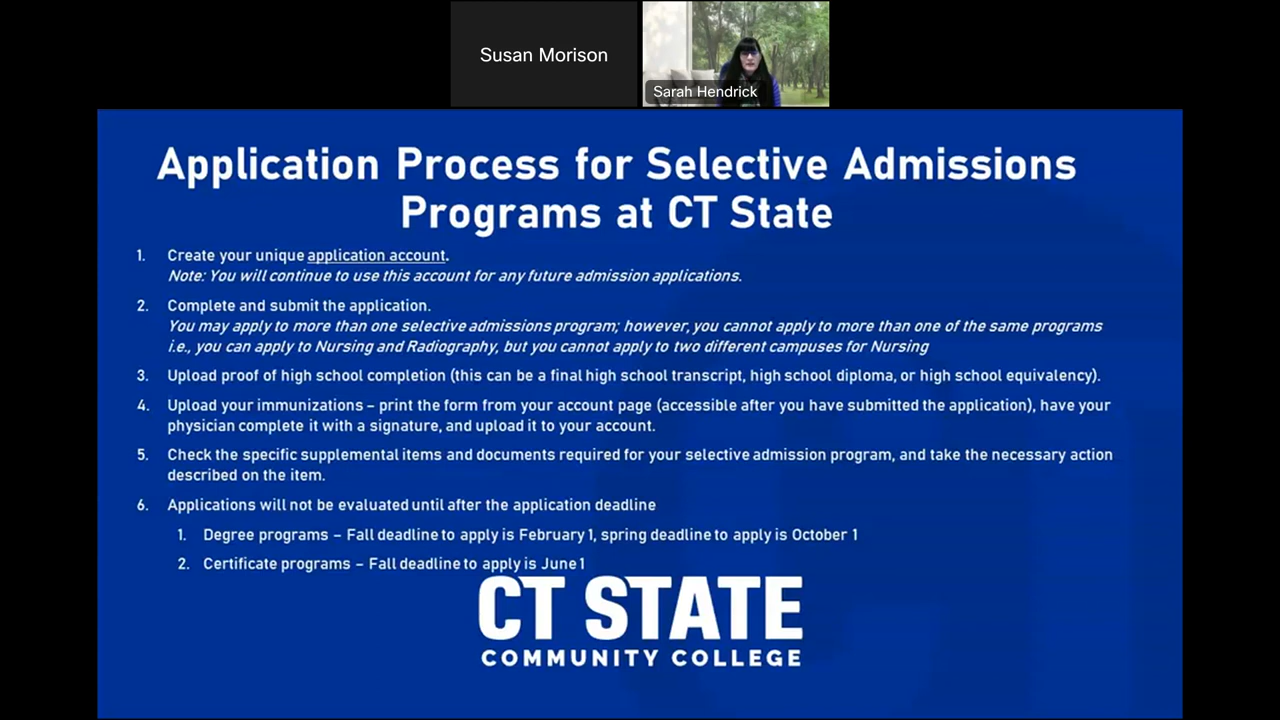 Susan Morison
Sarah Hendrick
Application Process for Selective Admissions
Programs at CT State
1. Create your unique application account.
Note: You will continue to use this account for any future admission applications.
2. Complete and submit the application.
You may apply to more than one selective admissions program; however, you cannot apply to more than one of the same programs
i.e., you can apply to Nursing and Radiography, but you cannot apply to two different campuses for Nursing
3. Upload proof of high school completion (this can be a final high school transcript, high school diploma, or high school equivalency).
4. Upload your immunizations – print the form from your account page (accessible after you have submitted the application), have your
physician complete it with a signature, and upload it to your account.
5. Check the specific supplemental items and documents required for your selective admission program, and take the necessary action
described on the item.
6. Applications will not be evaluated until after the application deadline
1. Degree programs – Fall deadline to apply is February 1, spring deadline to apply is October 1
2. Certificate programs – Fall deadline to apply is June 1
CT STATE
COMMUNITY COLLEGE